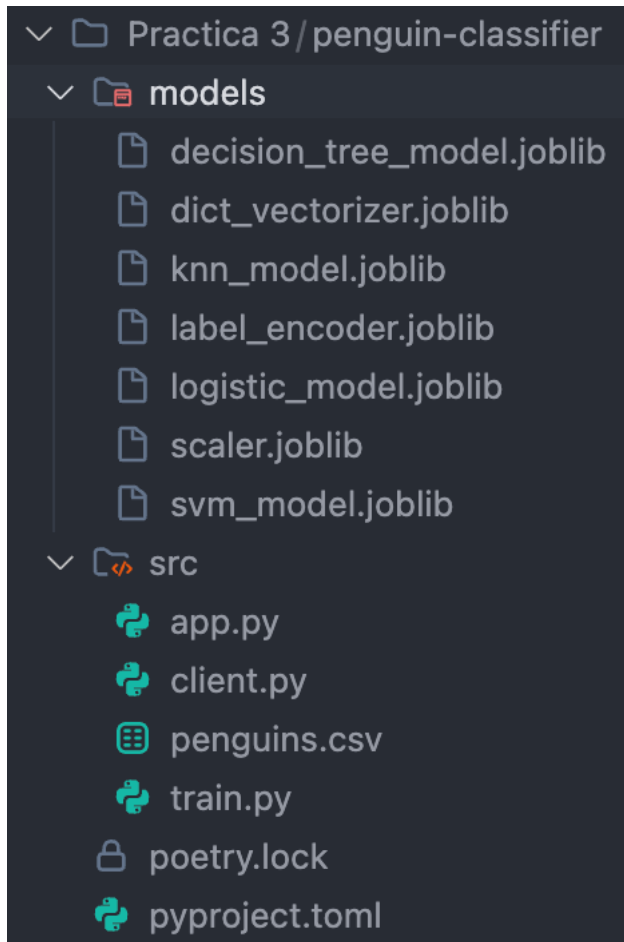 Practica 3/penguin-classifier
models
decision_tree_model.joblib
dict_vectorizer.joblib
knn_model.joblib
label_encoder.joblib
logistic_model.joblib
scaler.joblib
svm_model.joblib
src
app.py
client.py
penguins.csv
train.py
poetry.lock
pyproject.toml